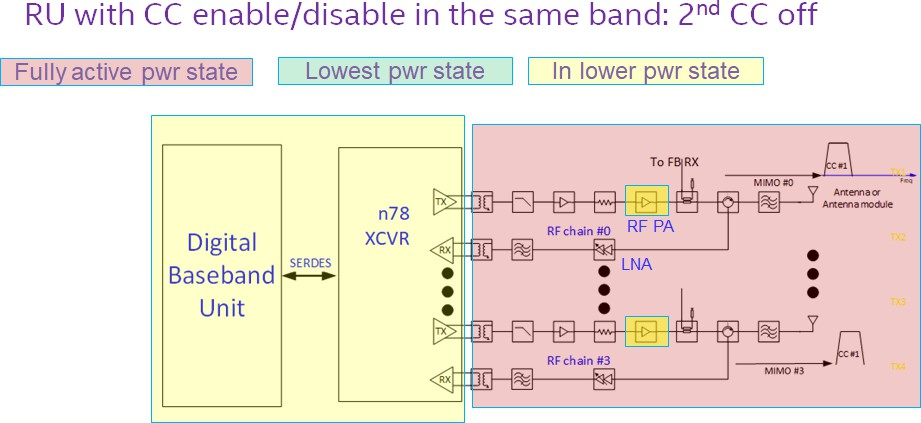 RU with CC enable/disable in the same band: 2nd CC off
Fully active pwr state
Lowest pwr state
In lower pwr state
To FB RX
CC #1
TX1
Freq
MIMO #0
Antenna or
Antenna module
TX
n78
XCVR
RF chain #0
RF PA
TX2
Digital
Baseband
Unit
SERDES
RX
LNA
TX3
TX
RF chain #3
CC #1
MIMO #3
TX4
RX